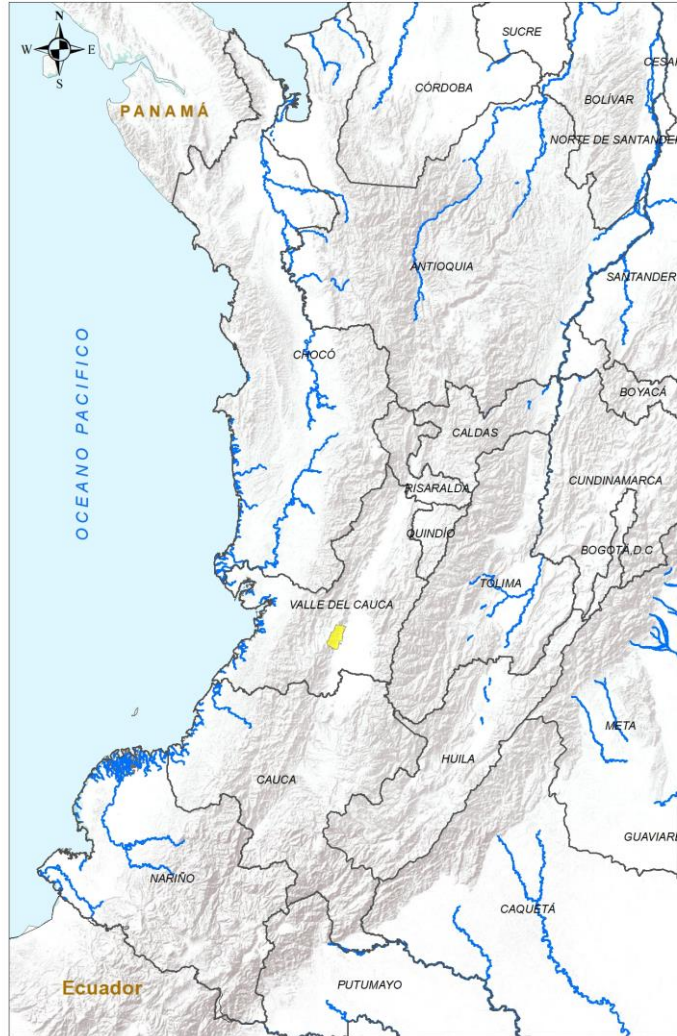 N
W E
S
SUCRE
CESAR
CÓRDOBA
BOLÍVAR
PANAMÁ
NORTE DE SANTANDER
ANTIOQUIA
SANTANDER
OCEANO PACIFICO
CHOCÓ
BOYACÁ
CALDAS
CUNDINAMARCA
RISARALDA
QUINDÍO
BOGOTÁ, D.C
TOLIMA
VALLE DEL CAUCA
META
HUILA
CAUCA
GUAVIARE
NARIÑO
CAQUETÁ
Ecuador
PUTUMAYO